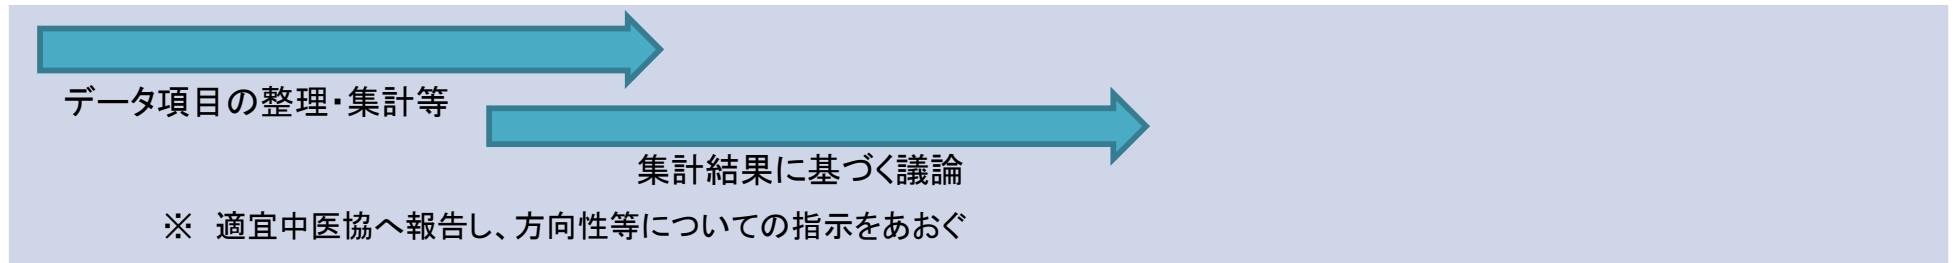 データ項目の整理・集計等
集計結果に基づく議論
※　適宜中医協へ報告し、方向性等についての指示をあおぐ